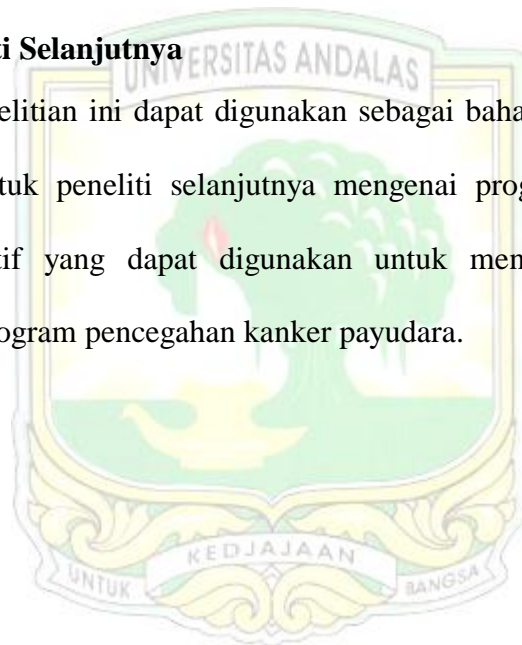 ti Selanjutnya
UNIVERSITAS ANDALAS
elitian ini dapat digunakan sebagai baha
tuk peneliti selanjutnya mengenai prog
tif yang dapat digunakan untuk men
ogram pencegahan kanker payudara.
KEDJAJAAN
UNTUK BANGSA